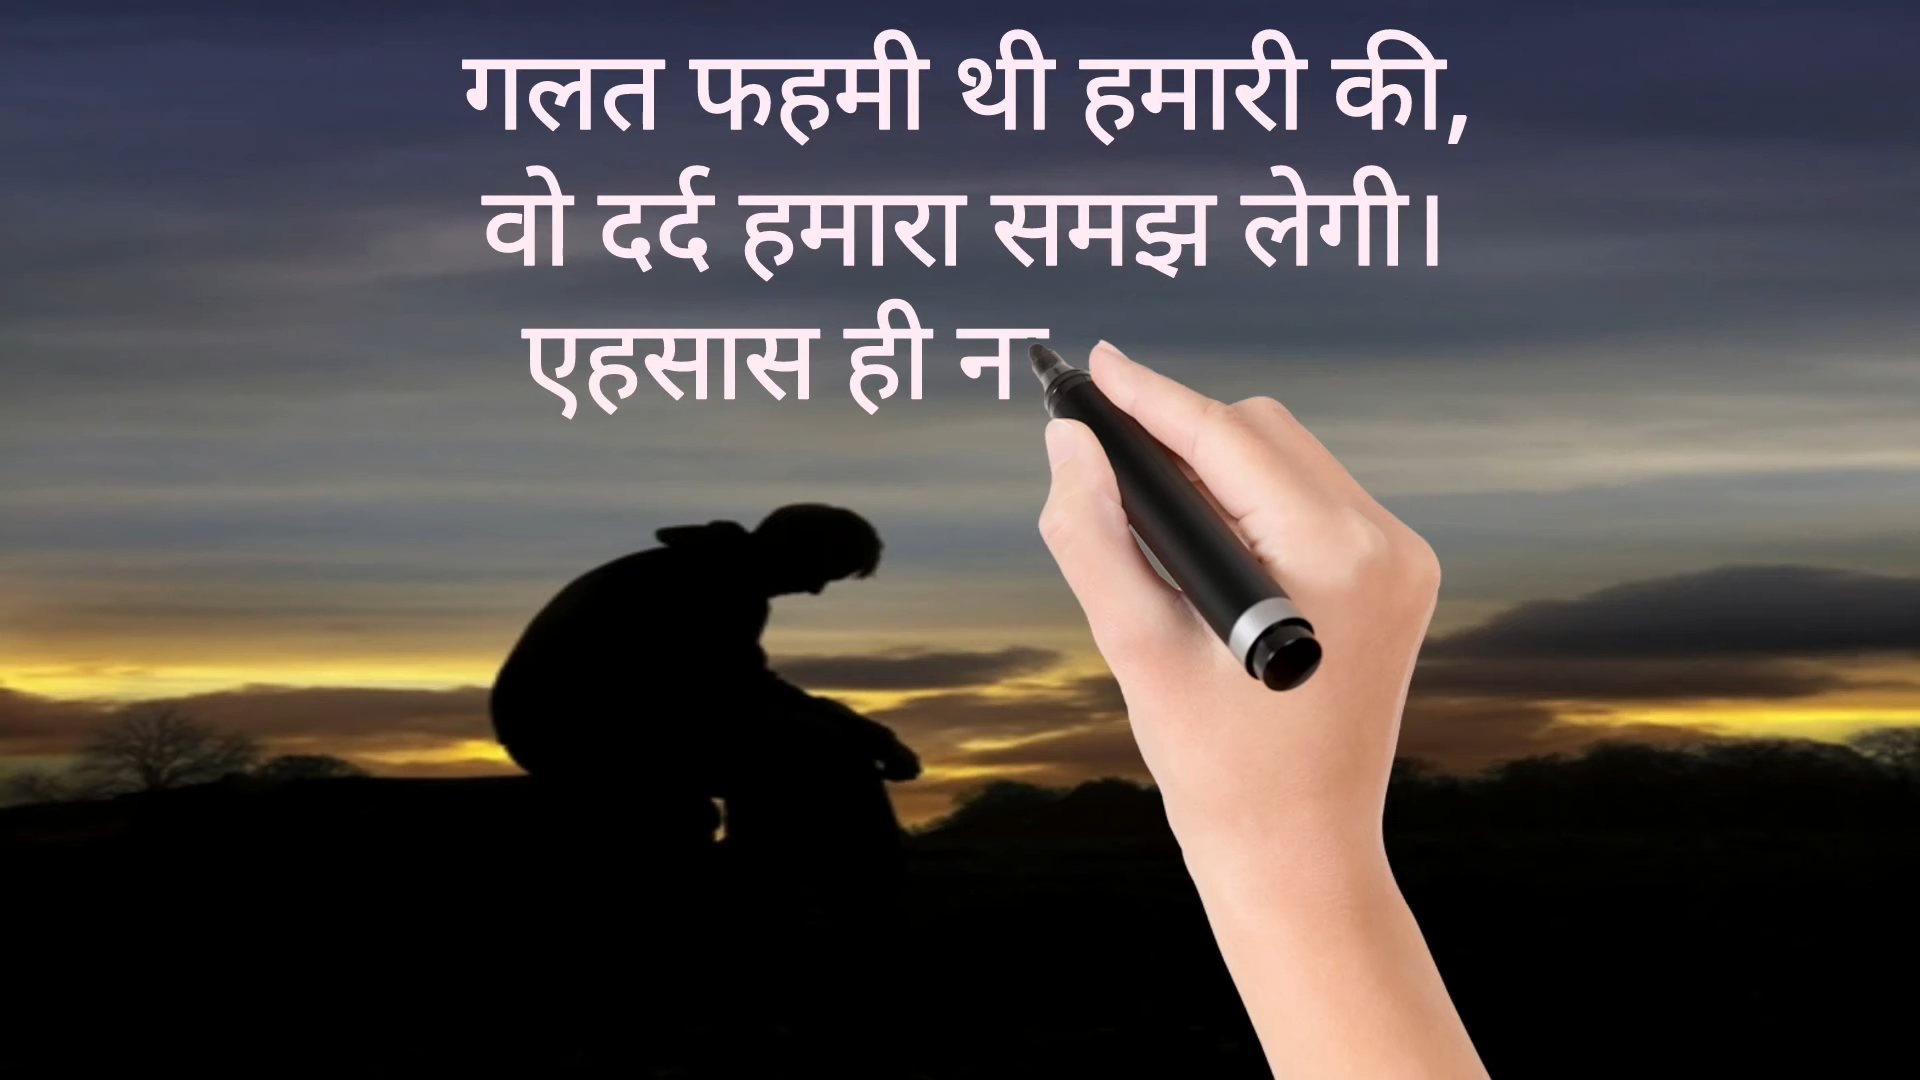 गलत फहमी थी हमारी की,
वो दर्द हमारा समझ लेगी।
एहसास ही